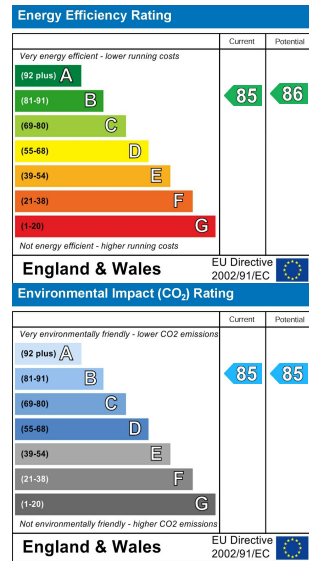 Energy Efficiency Rating
Current Potential
Very energy efficient - lower running costs
(92 plus) A
(81-91) B
85 86
(69-80) C
(55-68) D
(39-54) E
(21-38) F
(1-20) G
Not energy efficient - higher running costs
England & Wales
EU Directive
2002/91/EC
Environmental Impact (CO2) Rating
Current Potential
Very environmentally friendly - lower CO2 emissions
(92 plus) A
(81-91) B
85 85
(69-80) C
(55-68) D
(39-54) E
(21-38) F
(1-20) G
Not environmentally friendly - higher CO2 emissions
England & Wales
EU Directive
2002/91/EC